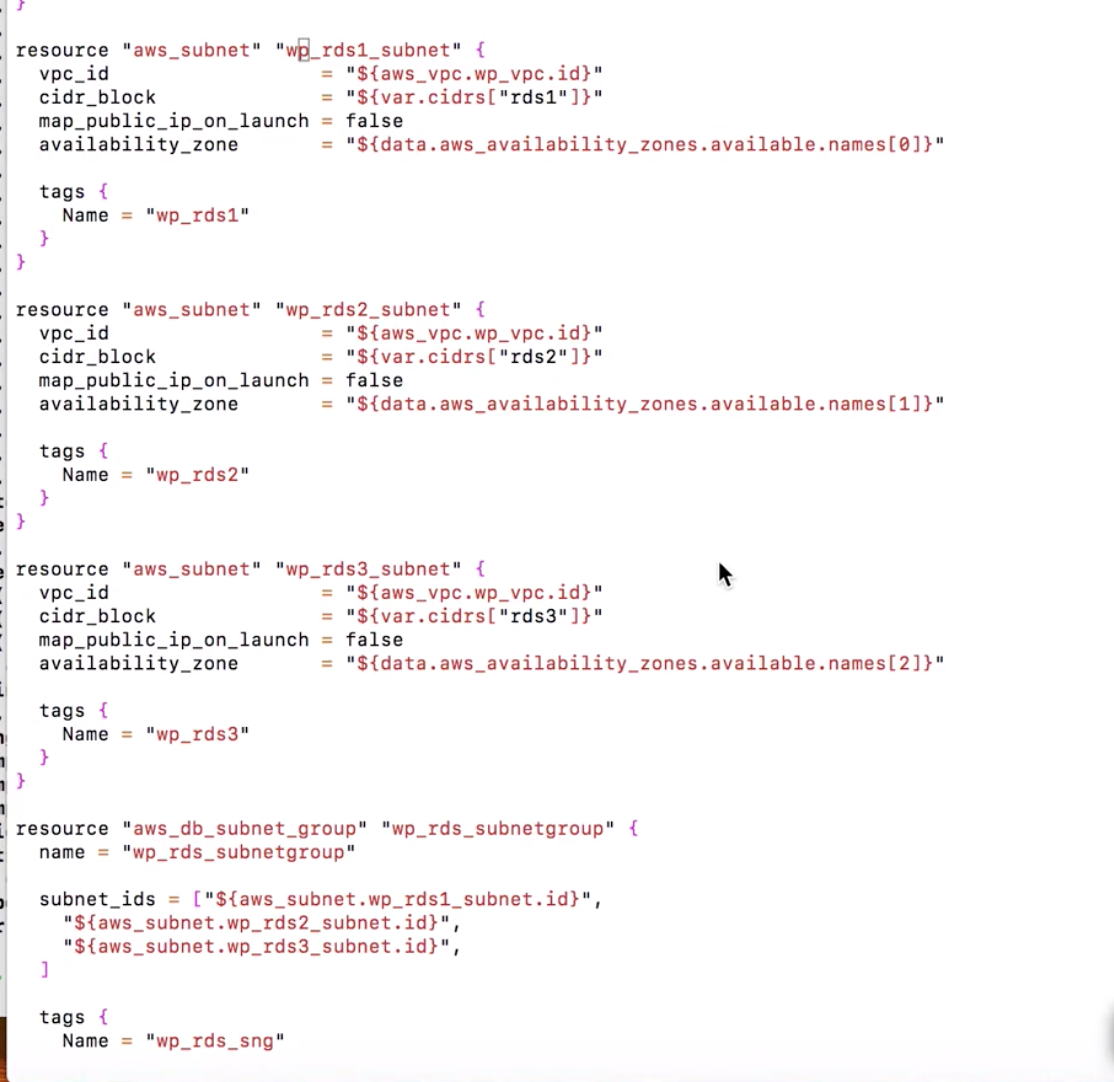 }
resource "aws_subnet" "wp_rds1_subnet" {
  vpc_id                  = "${aws_vpc.wp_vpc.id}"
  cidr_block              = "${var.cidrs["rds1"]}"
  map_public_ip_on_launch = false
  availability_zone       = "${data.aws_availability_zones.available.names[0]}"
  tags {
    Name = "wp_rds1"
  }
}
resource "aws_subnet" "wp_rds2_subnet" {
  vpc_id                  = "${aws_vpc.wp_vpc.id}"
  cidr_block              = "${var.cidrs["rds2"]}"
  map_public_ip_on_launch = false
  availability_zone       = "${data.aws_availability_zones.available.names[1]}"
  tags {
    Name = "wp_rds2"
  }
}
resource "aws_subnet" "wp_rds3_subnet" {
  vpc_id                  = "${aws_vpc.wp_vpc.id}"
  cidr_block              = "${var.cidrs["rds3"]}"
  map_public_ip_on_launch = false
  availability_zone       = "${data.aws_availability_zones.available.names[2]}"
  tags {
    Name = "wp_rds3"
  }
}
resource "aws_db_subnet_group" "wp_rds_subnetgroup" {
  name = "wp_rds_subnetgroup"
  subnet_ids = ["${aws_subnet.wp_rds1_subnet.id}",
    "${aws_subnet.wp_rds2_subnet.id}",
    "${aws_subnet.wp_rds3_subnet.id}",
  ]
  tags {
    Name = "wp_rds_sng"